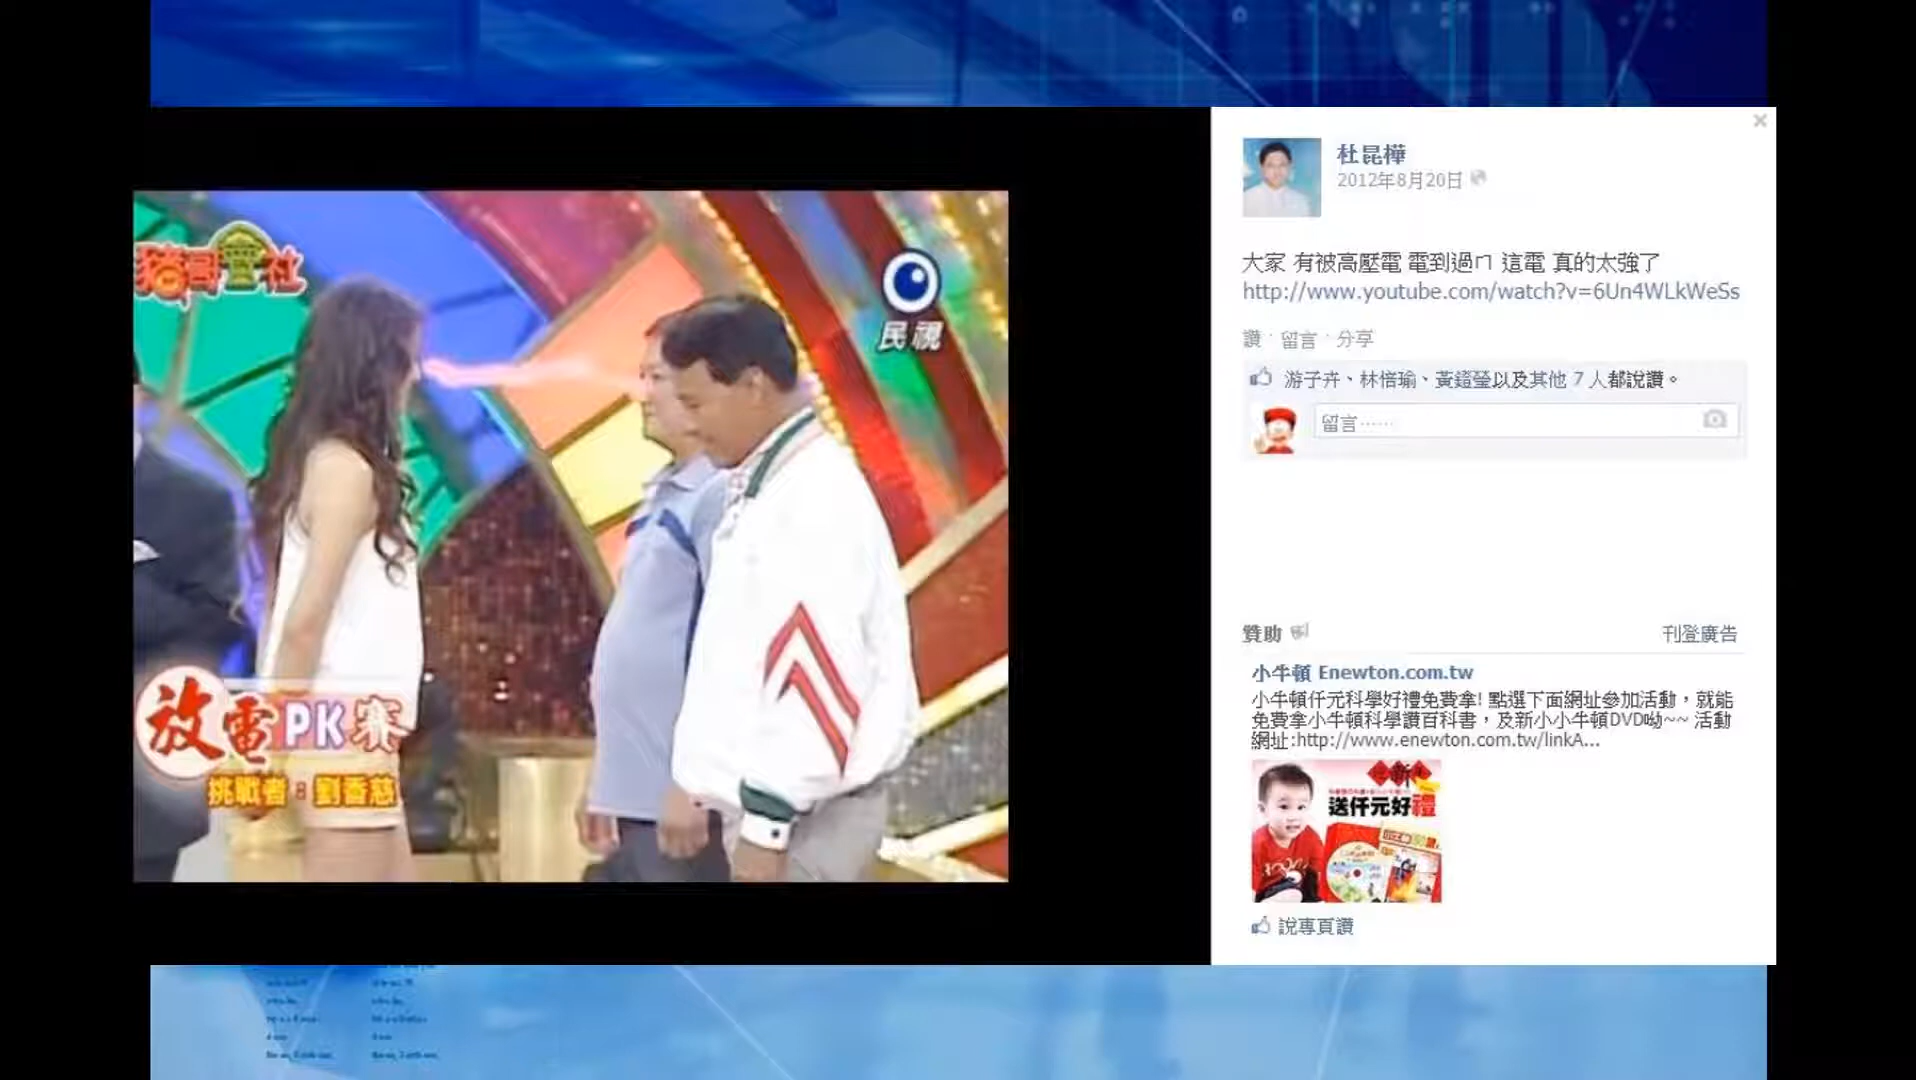 豬哥會社
民視
放電PK賽
挑戰者:劉香慈
杜昆樺
2012年8月20日
大家 有被高壓電 電到過ㄇ 這電 真的太強了
http://www.youtube.com/watch?v=6Un4WLkWeSs
讚 · 留言 · 分享
游子卉、林愔瑜、黃鐙瑩以及其他 7 人都說讚。
留言……
贊助
刊登廣告
小牛頓 Enewton.com.tw
小牛頓仟元科學好禮免費拿! 點選下面網址參加活動,就能
免費拿小牛頓科學讚百科書,及新小小牛頓DVD呦~~ 活動
網址:http://www.enewton.com.tw/linkA...
送仟元好禮
說專頁讚